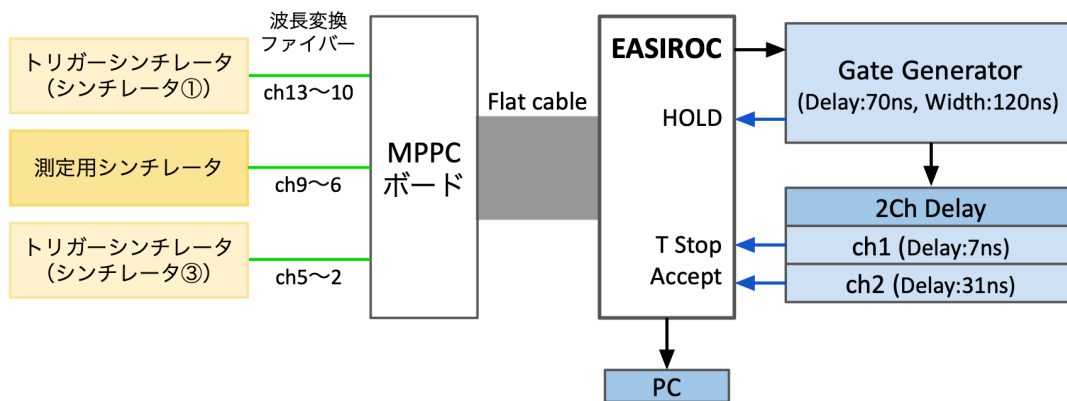 波長変換
ファイバー
トリガーシンチレータ
(シンチレータ①)
ch13〜10
測定用シンチレータ
ch9〜6
トリガーシンチレータ
(シンチレータ③)
ch5〜2
MPPC
ボード
Flat cable
EASIROC
HOLD
T Stop
Accept
Gate Generator
(Delay:70ns, Width:120ns)
2Ch Delay
ch1 (Delay:7ns)
ch2 (Delay:31ns)
PC